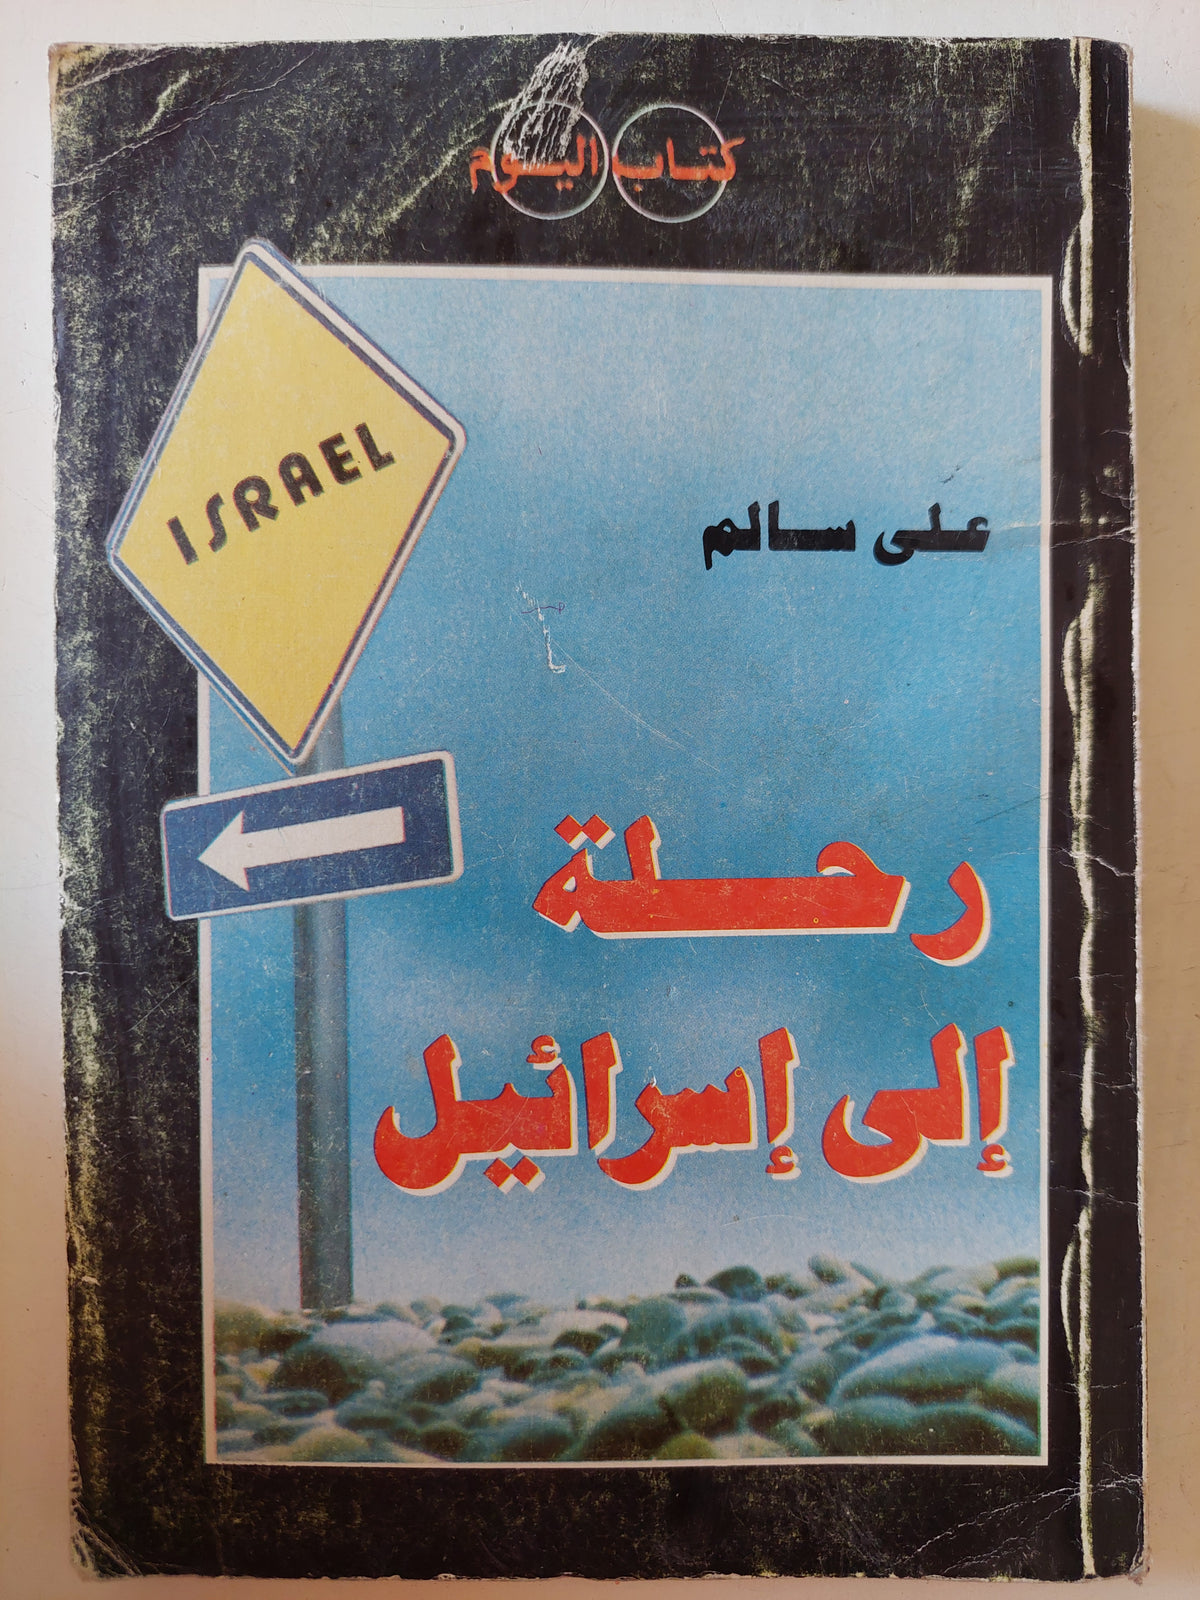 كتاب اليوم
ISRAEL
على سالم
رحلة
إلى إسرائيل